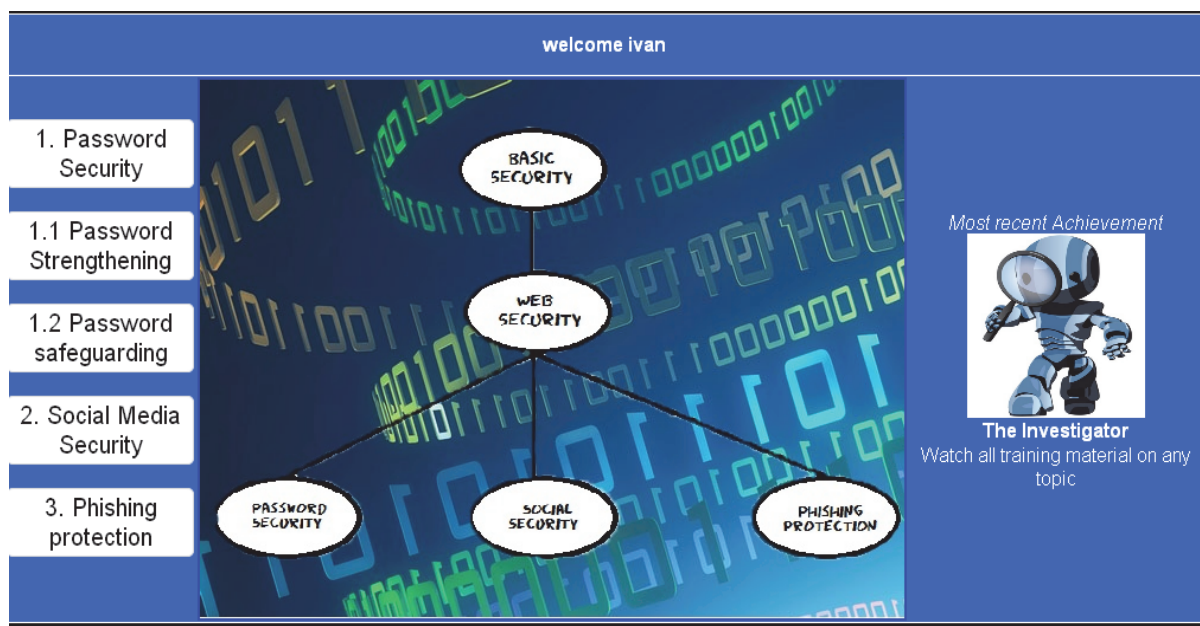 welcome ivan
1. Password
Security
1.1 Password
Strengthening
1.2 Password
safeguarding
2. Social Media
Security
3. Phishing
protection
BASIC
SECURITY
WEB
SECURITY
PASSWORD
SECURITY
SOCIAL
SECURITY
PHISHING
PROTECTION
Most recent Achievement
The Investigator
Watch all training material on any
topic